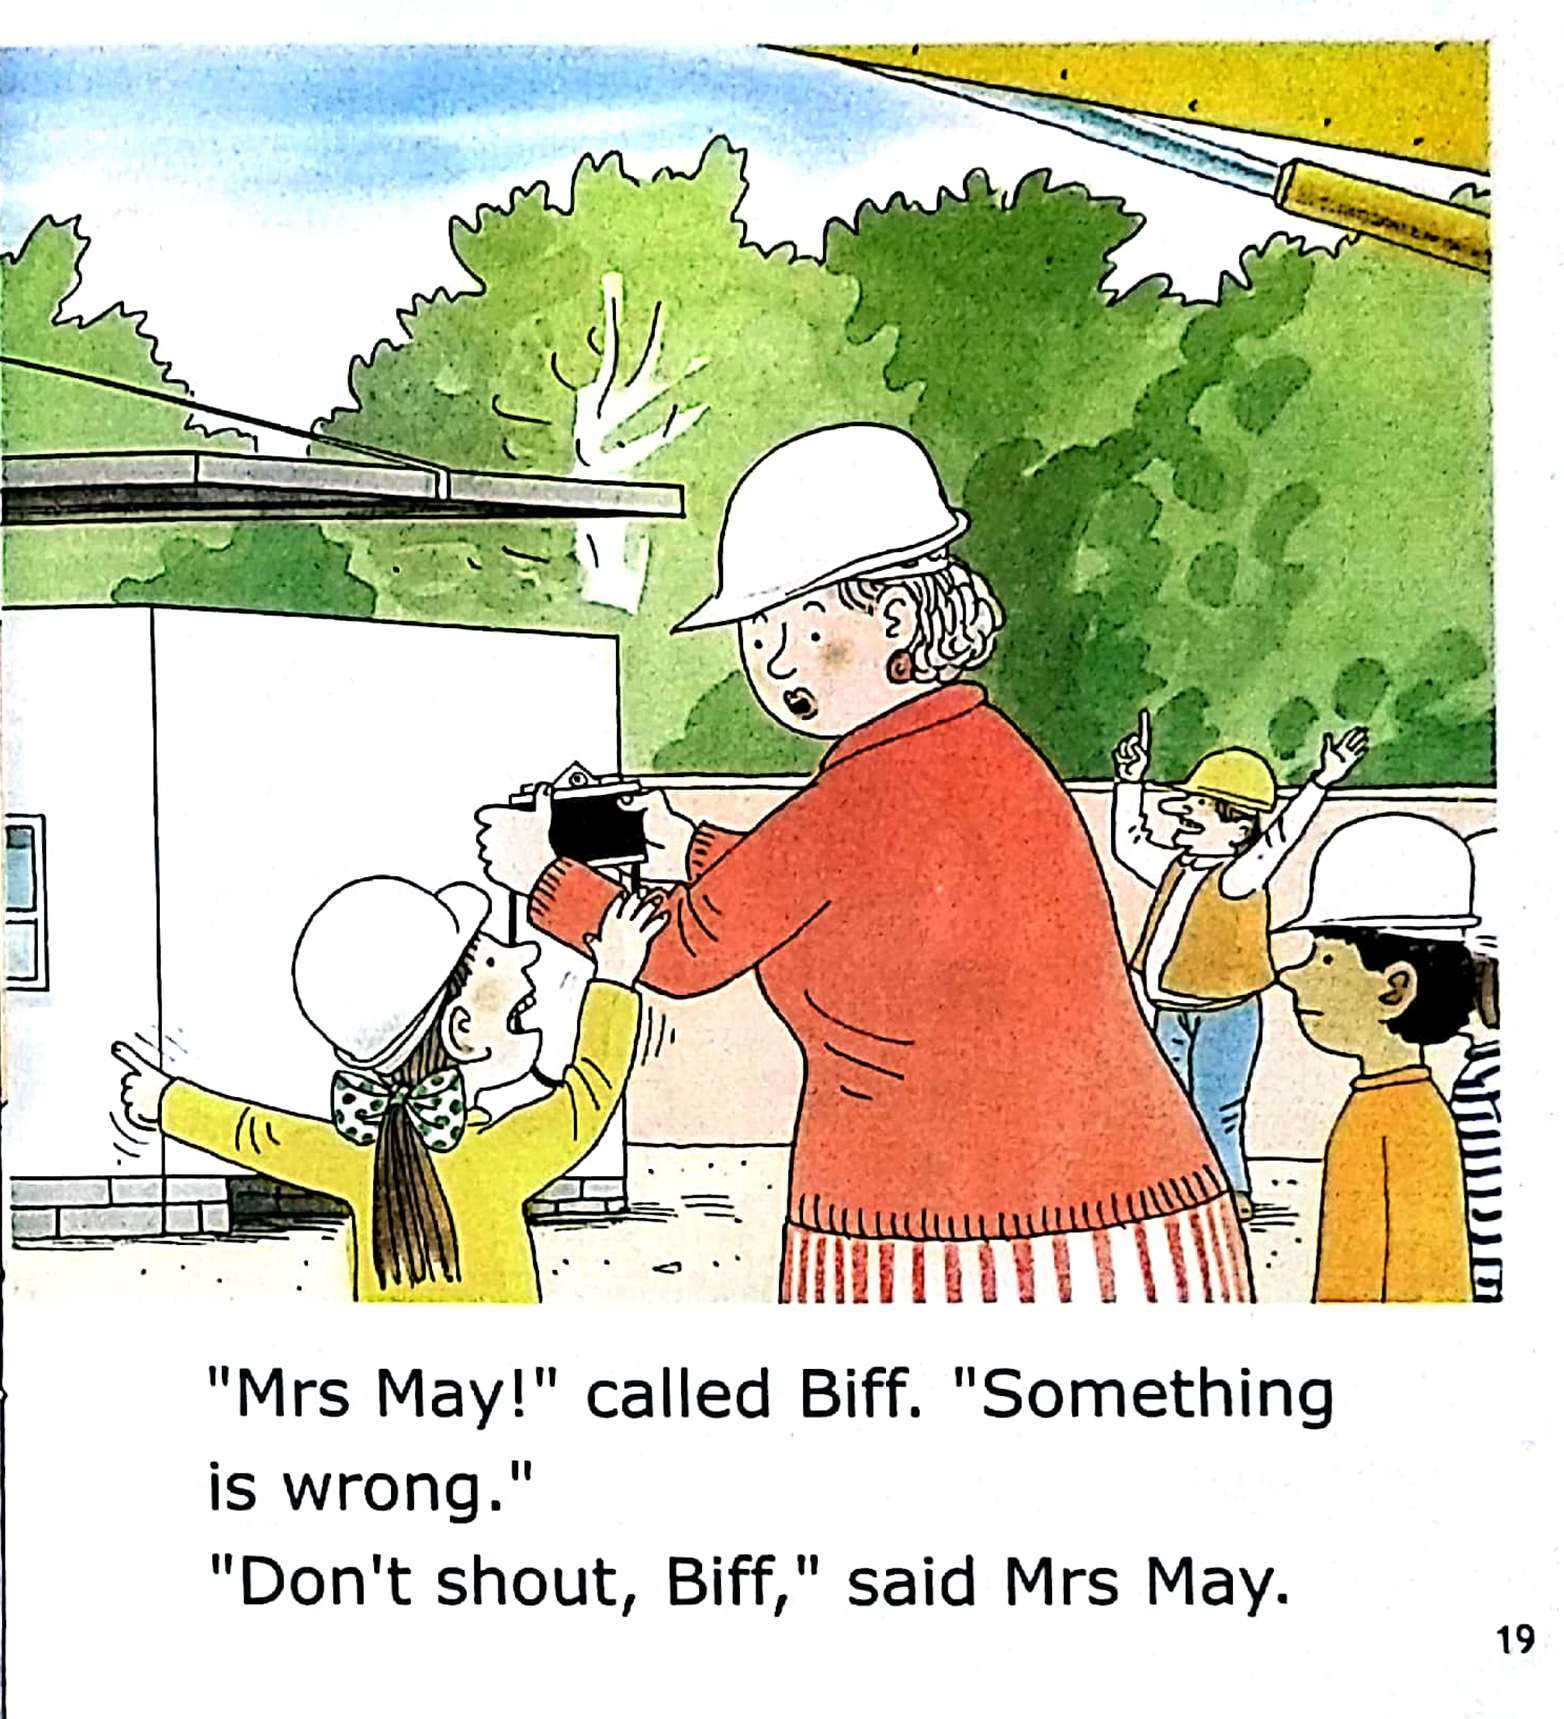 "Mrs May!" called Biff. "Something
is wrong."
"Don't shout, Biff," said Mrs May.
19